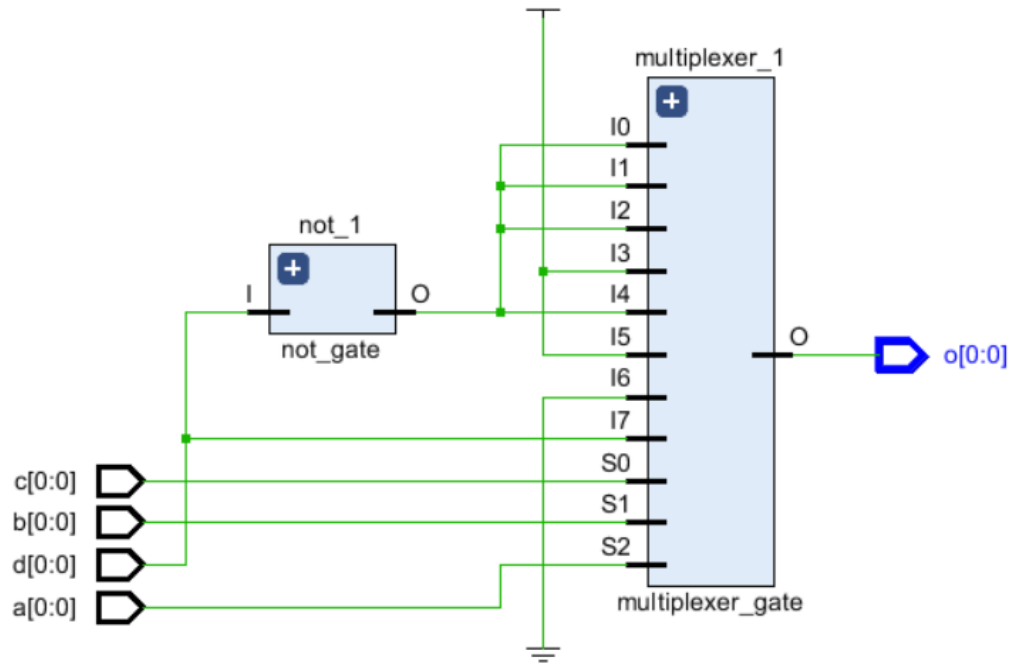 multiplexer_1
I0
I1
I2
not_1
I3
I
O
I4
O
not_gate
I5
o[0:0]
I6
I7
c[0:0]
S0
b[0:0]
S1
d[0:0]
S2
a[0:0]
multiplexer_gate